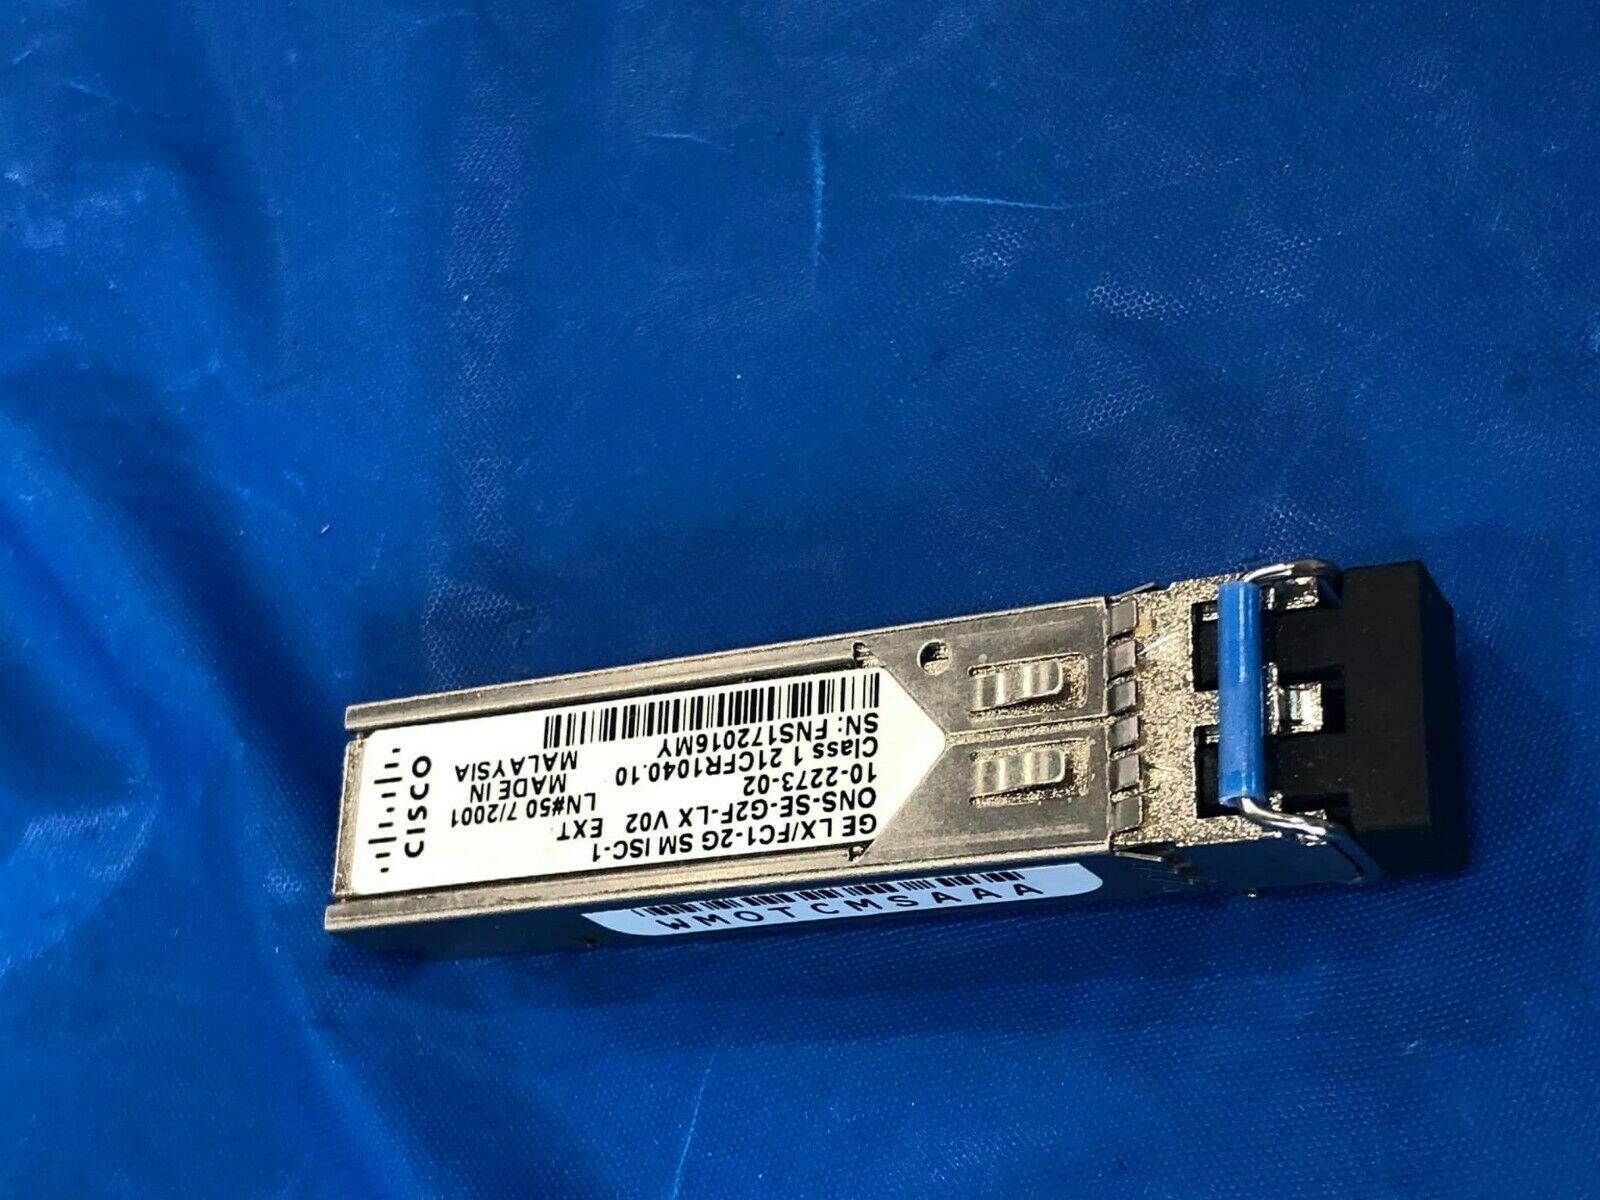 GE LX/FC1-2G SM ISC-1
ONS-SE-G2F-LX V02 EXT
10-2273-02 LN#50 7/2001
Class 1 21CFR1040.10 MADE IN
SN: FNS172016MY MALAYSIA
CISCO
WMOTCMSAAA